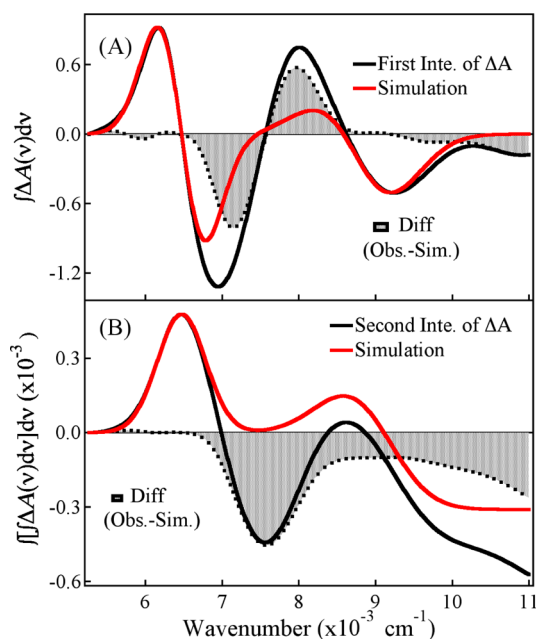 (A)
First Inte. of ΔA
Simulation
Diff
(Obs.-Sim.)
0.6
0.0
-0.6
-1.2
∫ΔA(ν)dν
(B)
Second Inte. of ΔA
Simulation
Diff
(Obs.-Sim.)
0.3
0.0
-0.3
-0.6
∫[∫ΔA(ν)dν]dν (x10⁻³)
6 7 8 9 10 11
Wavenumber (x10⁻³ cm⁻¹)